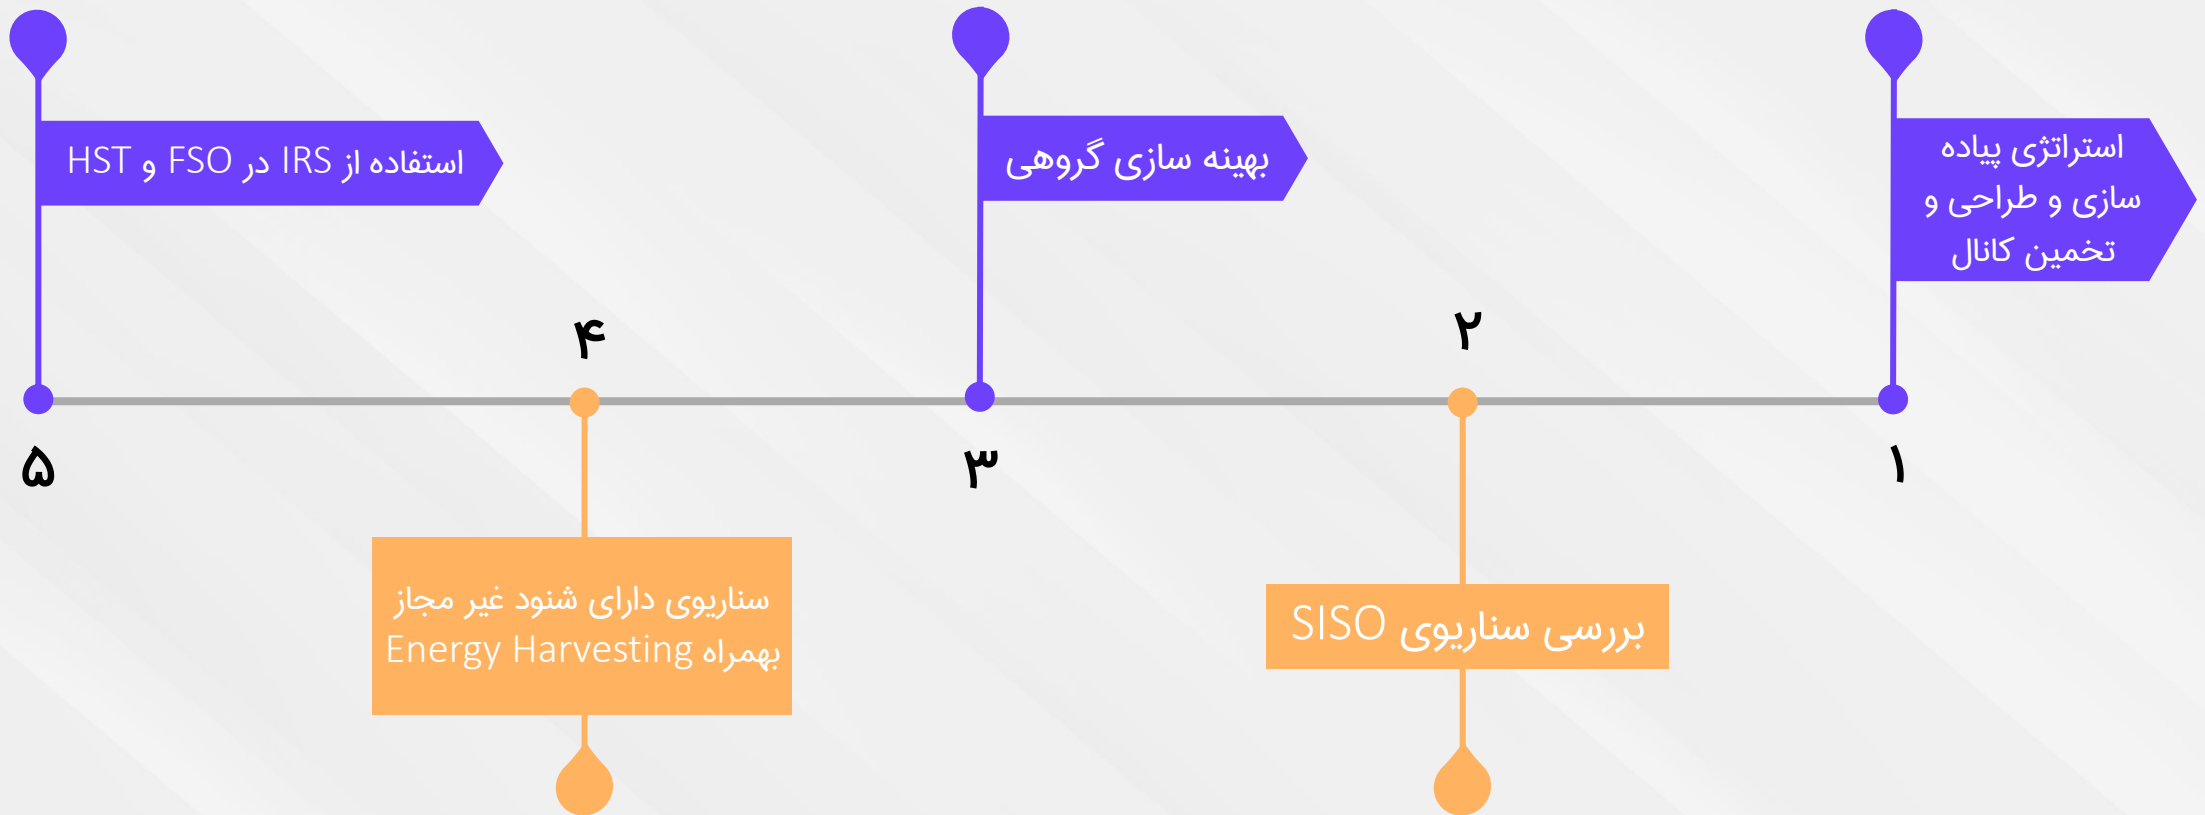 استراتژی پیاده
سازی و طراحی و
تخمین کانال
۱
۲
بررسی سناریوی SISO
بهینه سازی گروهی
۳
۴
سناریوی دارای شنود غیر مجاز
بهمراه Energy Harvesting
استفاده از IRS در FSO و HST
۵